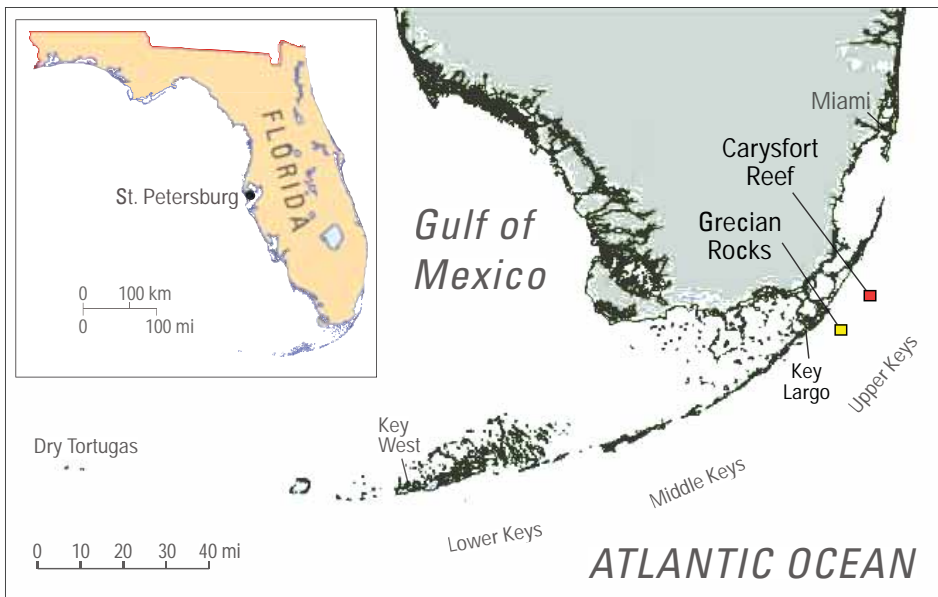 FLORIDA
St. Petersburg
0 100 km
0 100 mi
Miami
Carysfort
Reef
Grecian
Rocks
Gulf of
Mexico
Key
Largo
Upper Keys
Key
West
Dry Tortugas
Middle Keys
Lower Keys
0 10 20 30 40 mi
ATLANTIC OCEAN